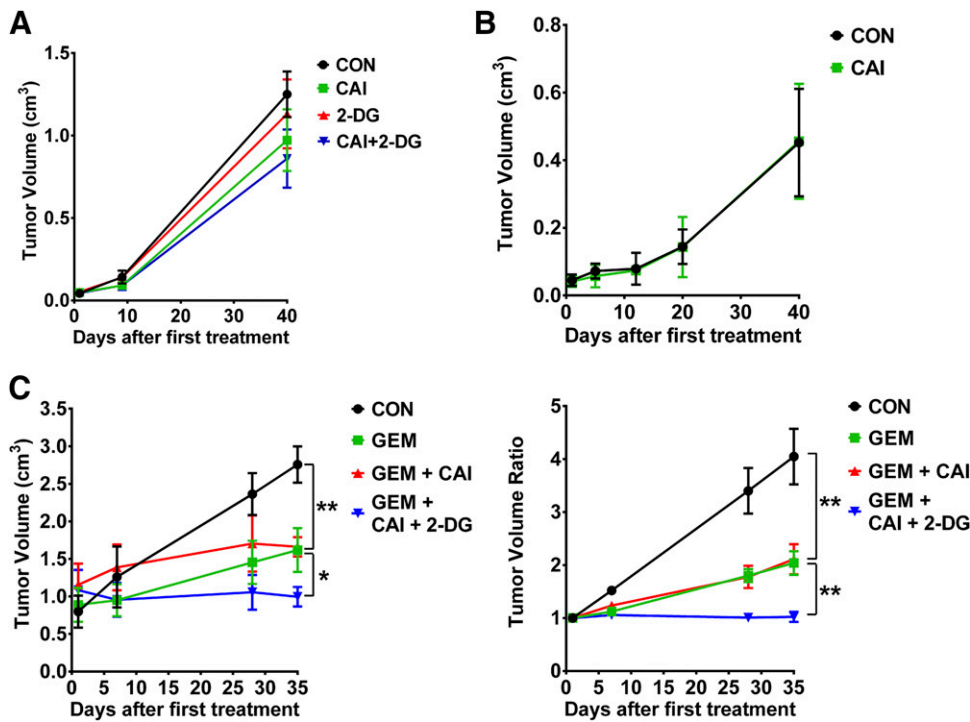 A
Tumor Volume (cm3)
1.5
1.0
0.5
0.0
0 10 20 30 40
Days after first treatment
CON
CAI
2-DG
CAI+2-DG
B
Tumor Volume (cm3)
0.8
0.6
0.4
0.2
0.0
0 10 20 30 40
Days after first treatment
CON
CAI
C
Tumor Volume (cm3)
3.5
3.0
2.5
2.0
1.5
1.0
0.5
0.0
0 5 10 15 20 25 30 35
Days after first treatment
**
*
CON
GEM
GEM + CAI
GEM +
CAI + 2-DG
Tumor Volume Ratio
5
4
3
2
1
0
0 5 10 15 20 25 30 35
Days after first treatment
**
**
CON
GEM
GEM + CAI
GEM +
CAI + 2-DG